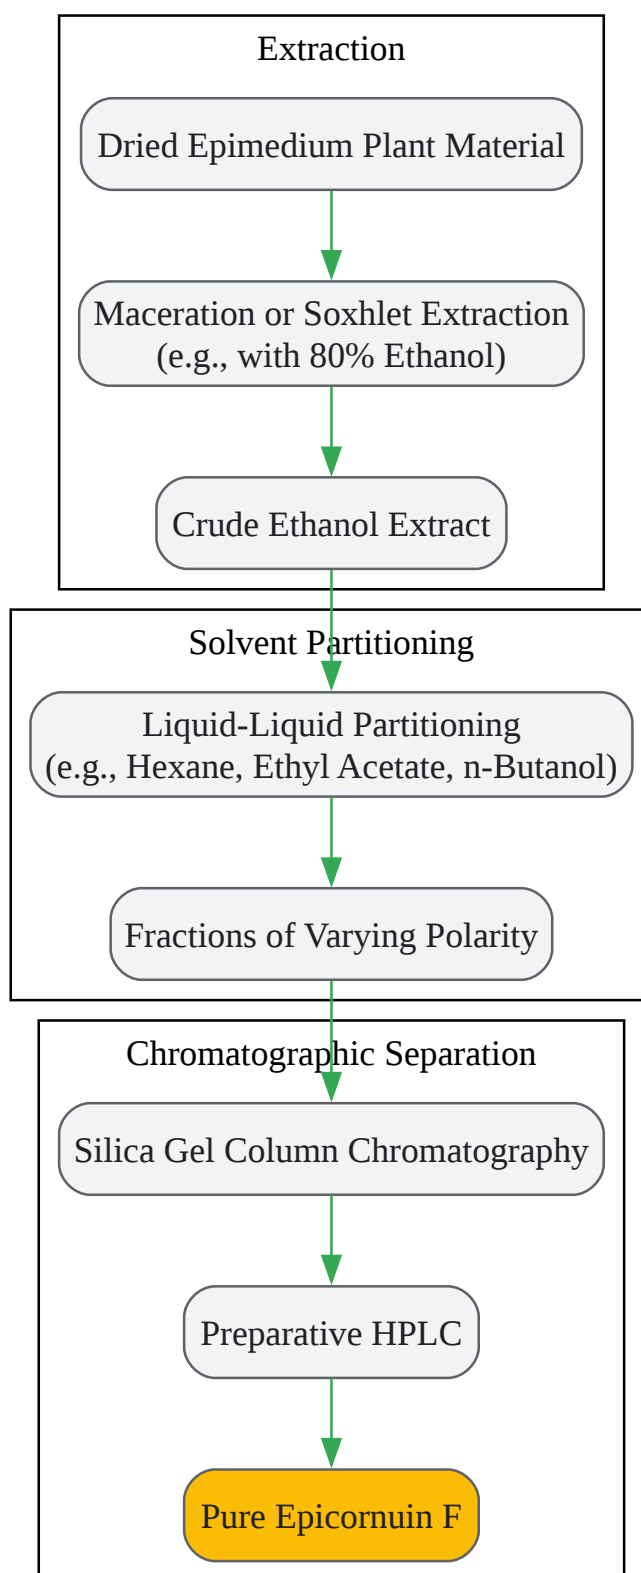 Extraction
Dried Epimedium Plant Material
Maceration or Soxhlet Extraction
(e.g., with 80% Ethanol)
Crude Ethanol Extract
Solvent Partitioning
Liquid-Liquid Partitioning
(e.g., Hexane, Ethyl Acetate, n-Butanol)
Fractions of Varying Polarity
Chromatographic Separation
Silica Gel Column Chromatography
Preparative HPLC
Pure Epicornuin F